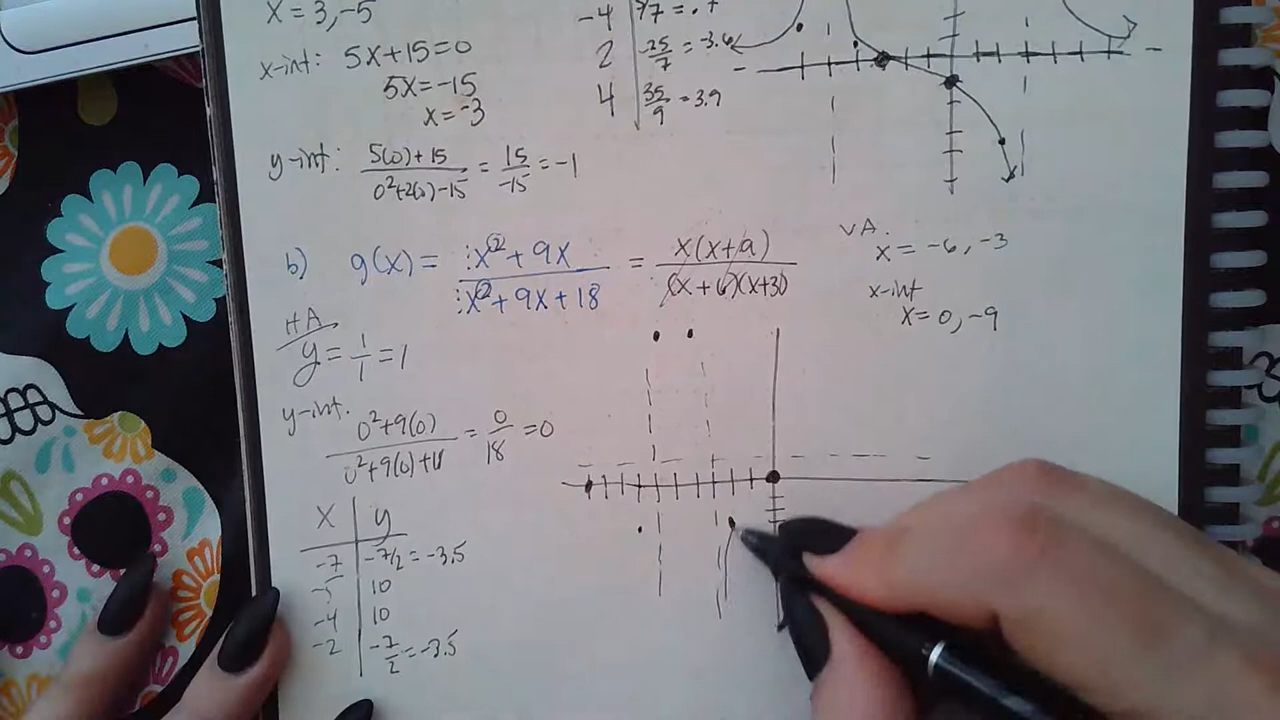 x = 3, -5
x-int: 5x+15=0
5x=-15
x=-3
y-int: 5(0)+15 / 0²+2(0)-15 = 15/-15 = -1
-4
2 | 25/7 = -3.6
4 | 35/9 = 3.9
b) g(x) = x²+9x / x²+9x+18 = x(x+9) / (x+6)(x+3)
VA.
x = -6, -3
x-int
x = 0, -9
HA
y = 1/1 = 1
y-int. 0²+9(0) / 0²+9(0)+18 = 0/18 = 0
x | y
-7 | -7/2 = -3.5
-5 | 10
-4 | 10
-2 | -7/2 = -3.5